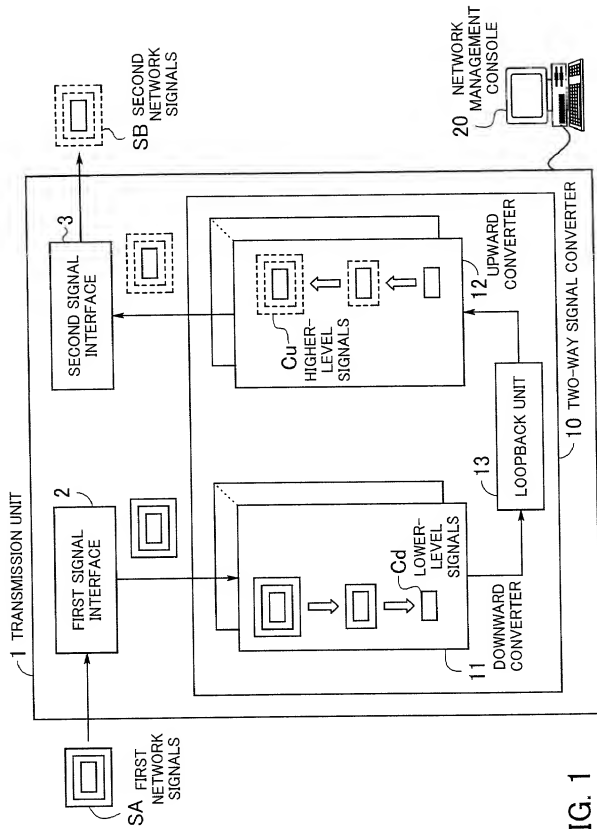 1 TRANSMISSION UNIT
SA FIRST
NETWORK
SIGNALS
2
FIRST SIGNAL
INTERFACE
3
SECOND SIGNAL
INTERFACE
SB SECOND
NETWORK
SIGNALS
Cd
LOWER-
LEVEL
SIGNALS
11
DOWNWARD
CONVERTER
Cu
HIGHER-
LEVEL
SIGNALS
12
UPWARD
CONVERTER
13
LOOPBACK UNIT
10 TWO-WAY SIGNAL CONVERTER
20 NETWORK
MANAGEMENT
CONSOLE
IG. 1